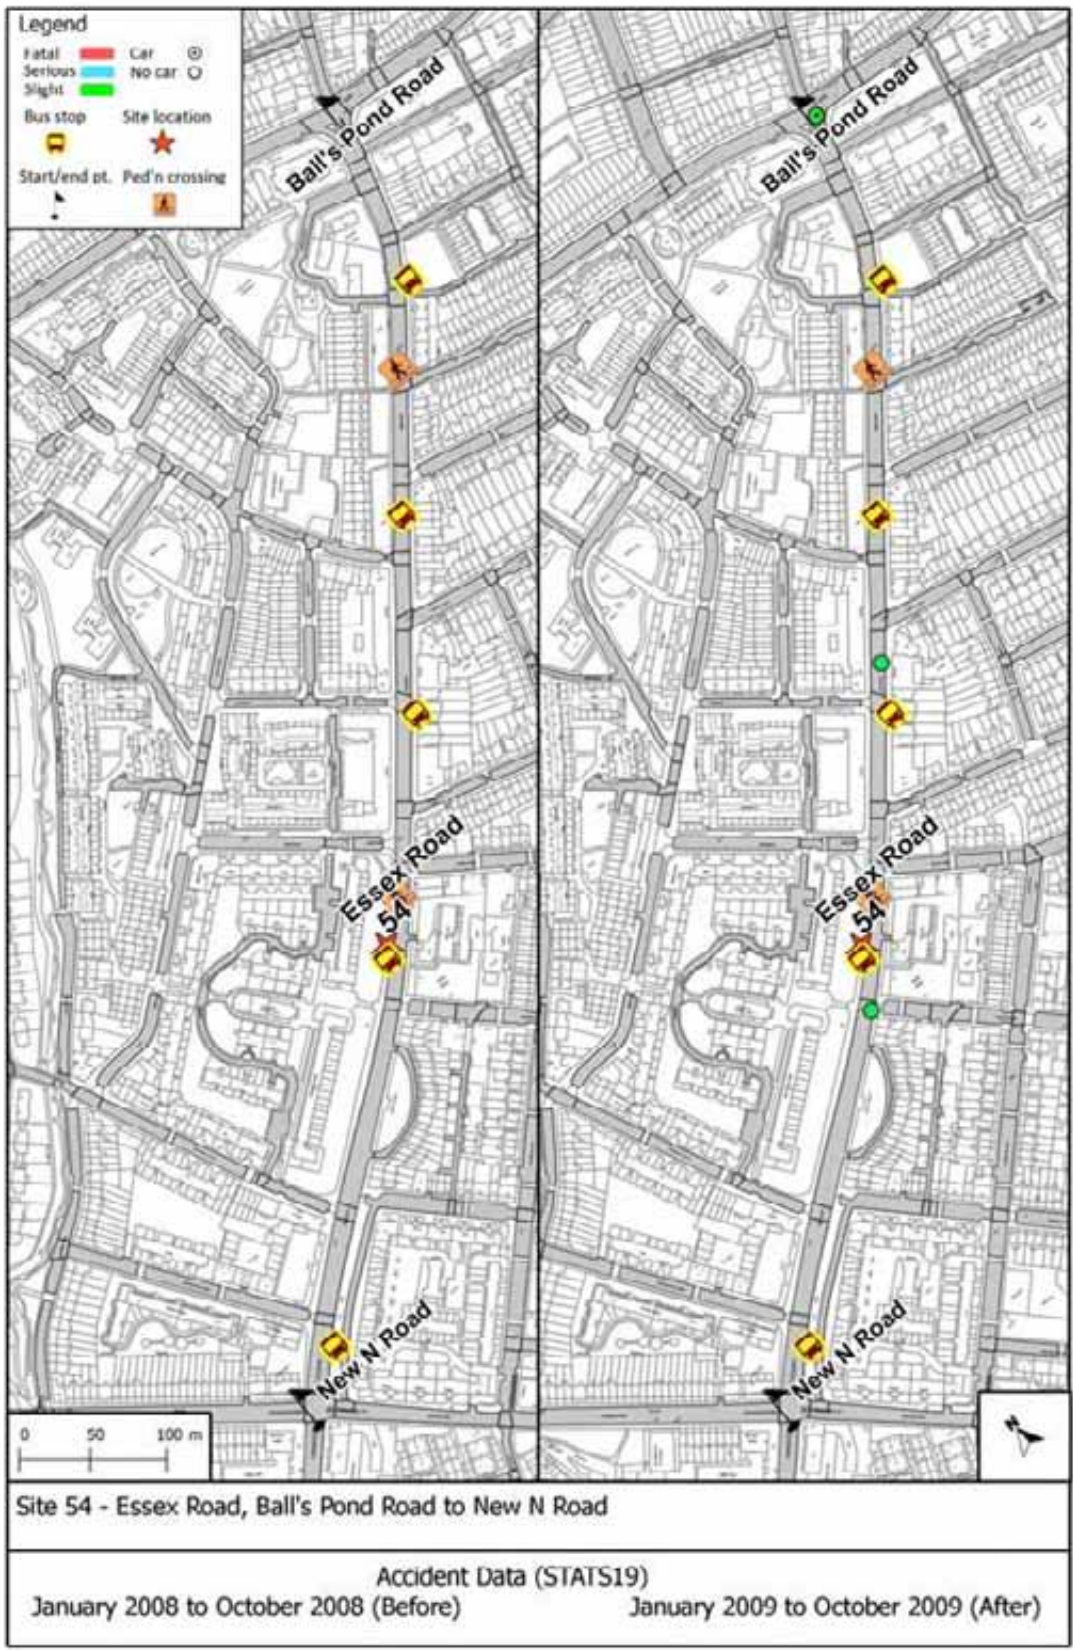 Legend
Fatal Car
Serious No car
Slight
Bus stop Site location
Start/end pt. Ped'n crossing
Ball's Pond Road
Ball's Pond Road
Essex Road
54
Essex Road
54
New N Road
New N Road
0 50 100 m
N
Site 54 - Essex Road, Ball's Pond Road to New N Road
Accident Data (STATS19)
January 2008 to October 2008 (Before) January 2009 to October 2009 (After)